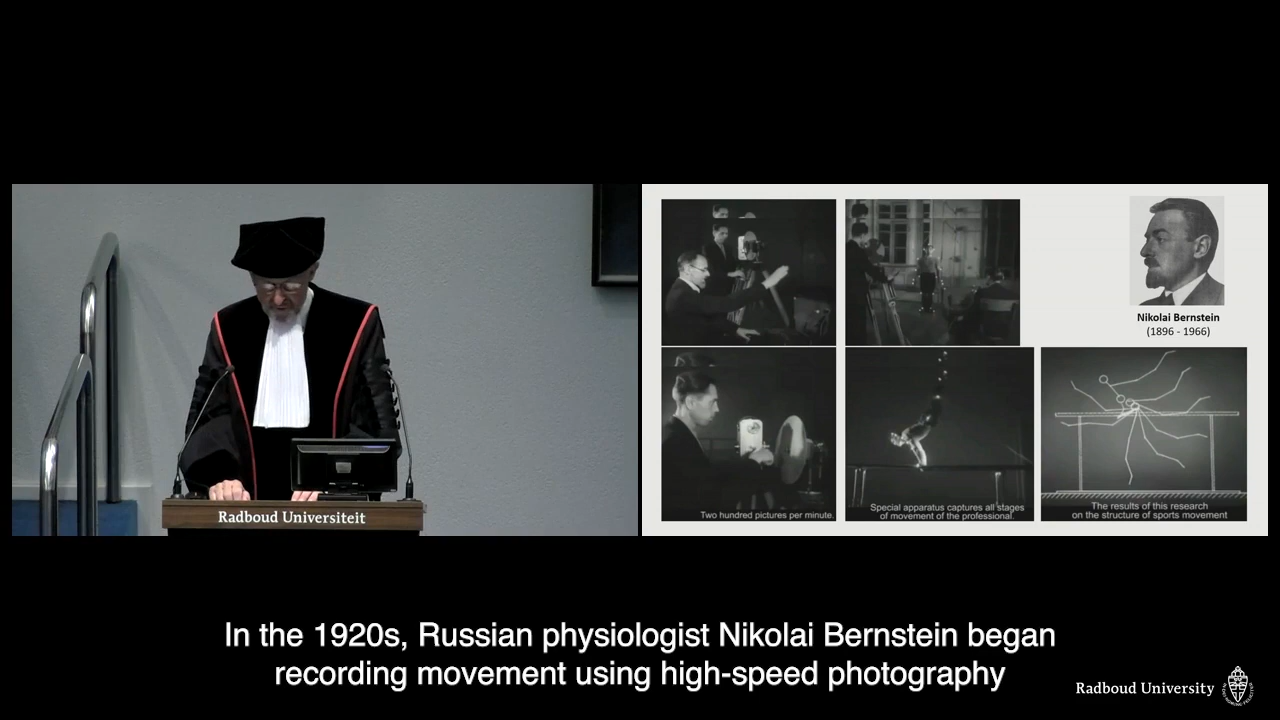 Radboud Universiteit
Nikolai Bernstein
(1896 - 1966)
Two hundred pictures per minute.
Special apparatus captures all stages
of movement of the professional.
The results of this research
on the structure of sports movement
In the 1920s, Russian physiologist Nikolai Bernstein began
recording movement using high-speed photography
Radboud University